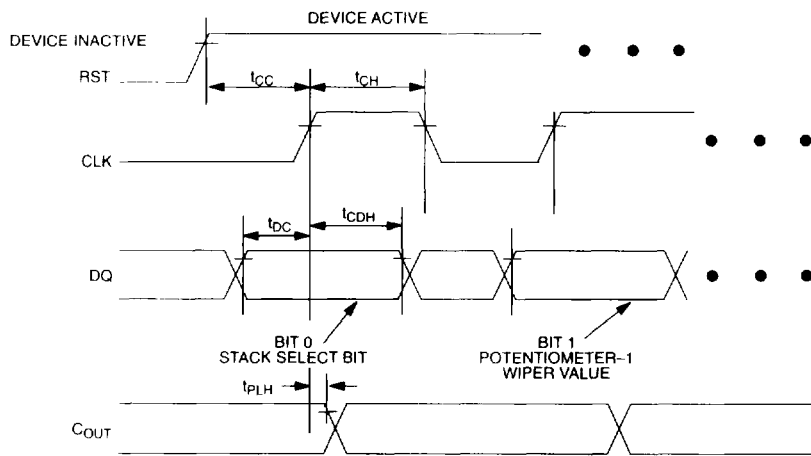 DEVICE ACTIVE
DEVICE INACTIVE
RST
tCC
tCH
CLK
tDC
tCDH
DQ
BIT 0
STACK SELECT BIT
BIT 1
POTENTIOMETER-1
WIPER VALUE
tPLH
COUT